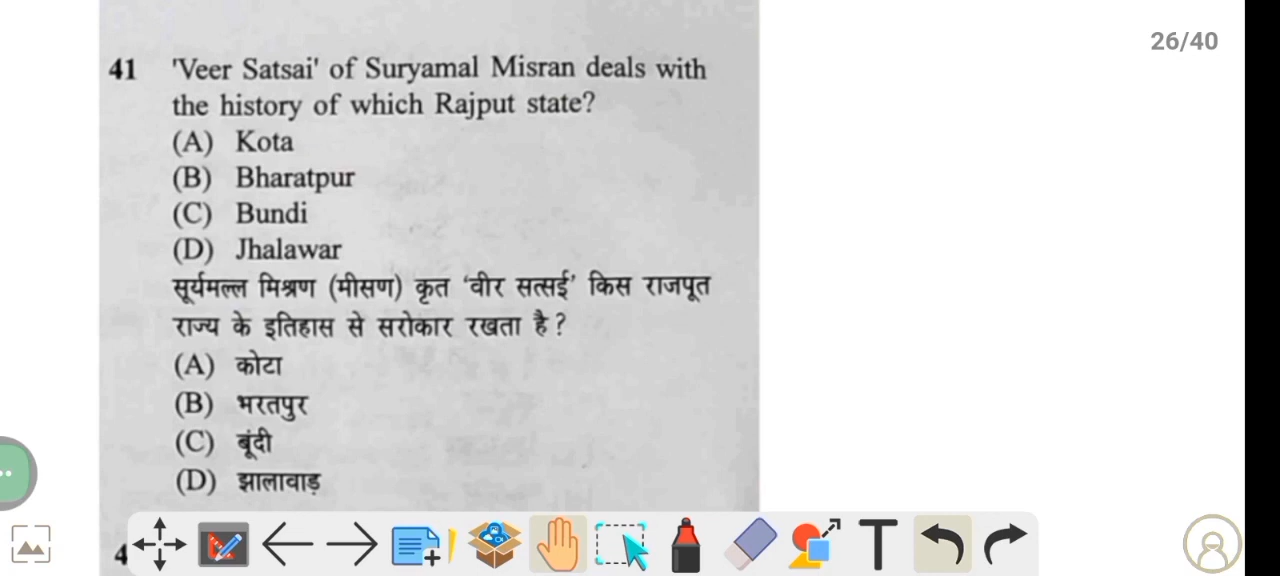 26/40
41 'Veer Satsai' of Suryamal Misran deals with
the history of which Rajput state?
(A) Kota
(B) Bharatpur
(C) Bundi
(D) Jhalawar
सूर्यमल्ल मिश्रण (मीसण) कृत ‘वीर सत्सई’ किस राजपूत
राज्य के इतिहास से सरोकार रखता है?
(A) कोटा
(B) भरतपुर
(C) बूंदी
(D) झालावाड़
4
T